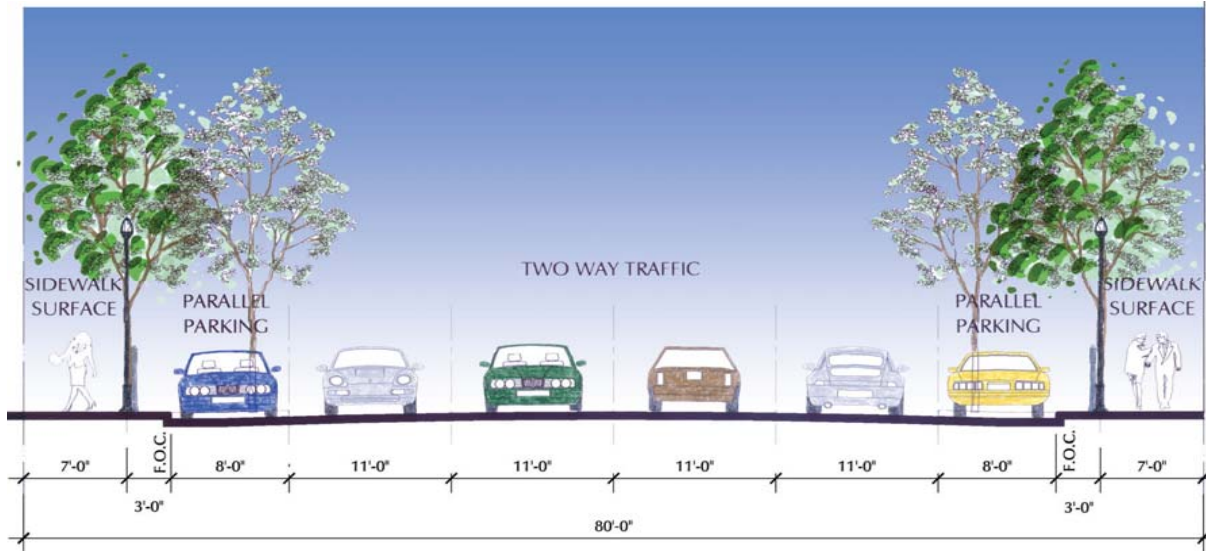 TWO WAY TRAFFIC
SIDEWALK
SURFACE
PARALLEL
PARKING
PARALLEL
PARKING
SIDEWALK
SURFACE
F.O.C.
F.O.C.
7'-0"
8'-0"
11'-0"
11'-0"
11'-0"
11'-0"
8'-0"
7'-0"
3'-0"
3'-0"
80'-0"